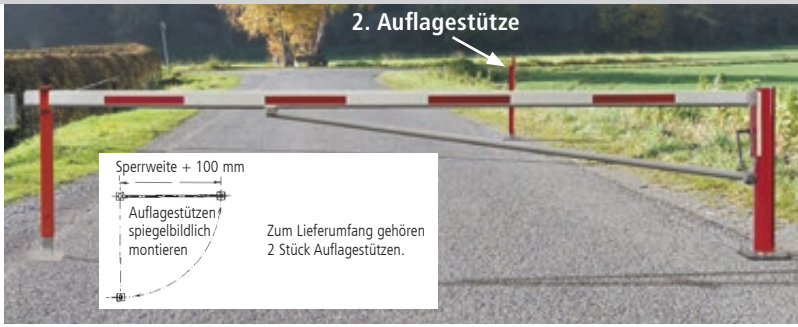 2. Auflagestütze
Sperrweite + 100 mm
Auflagestützen
spiegelbildlich
montieren
Zum Lieferumfang gehören
2 Stück Auflagestützen.